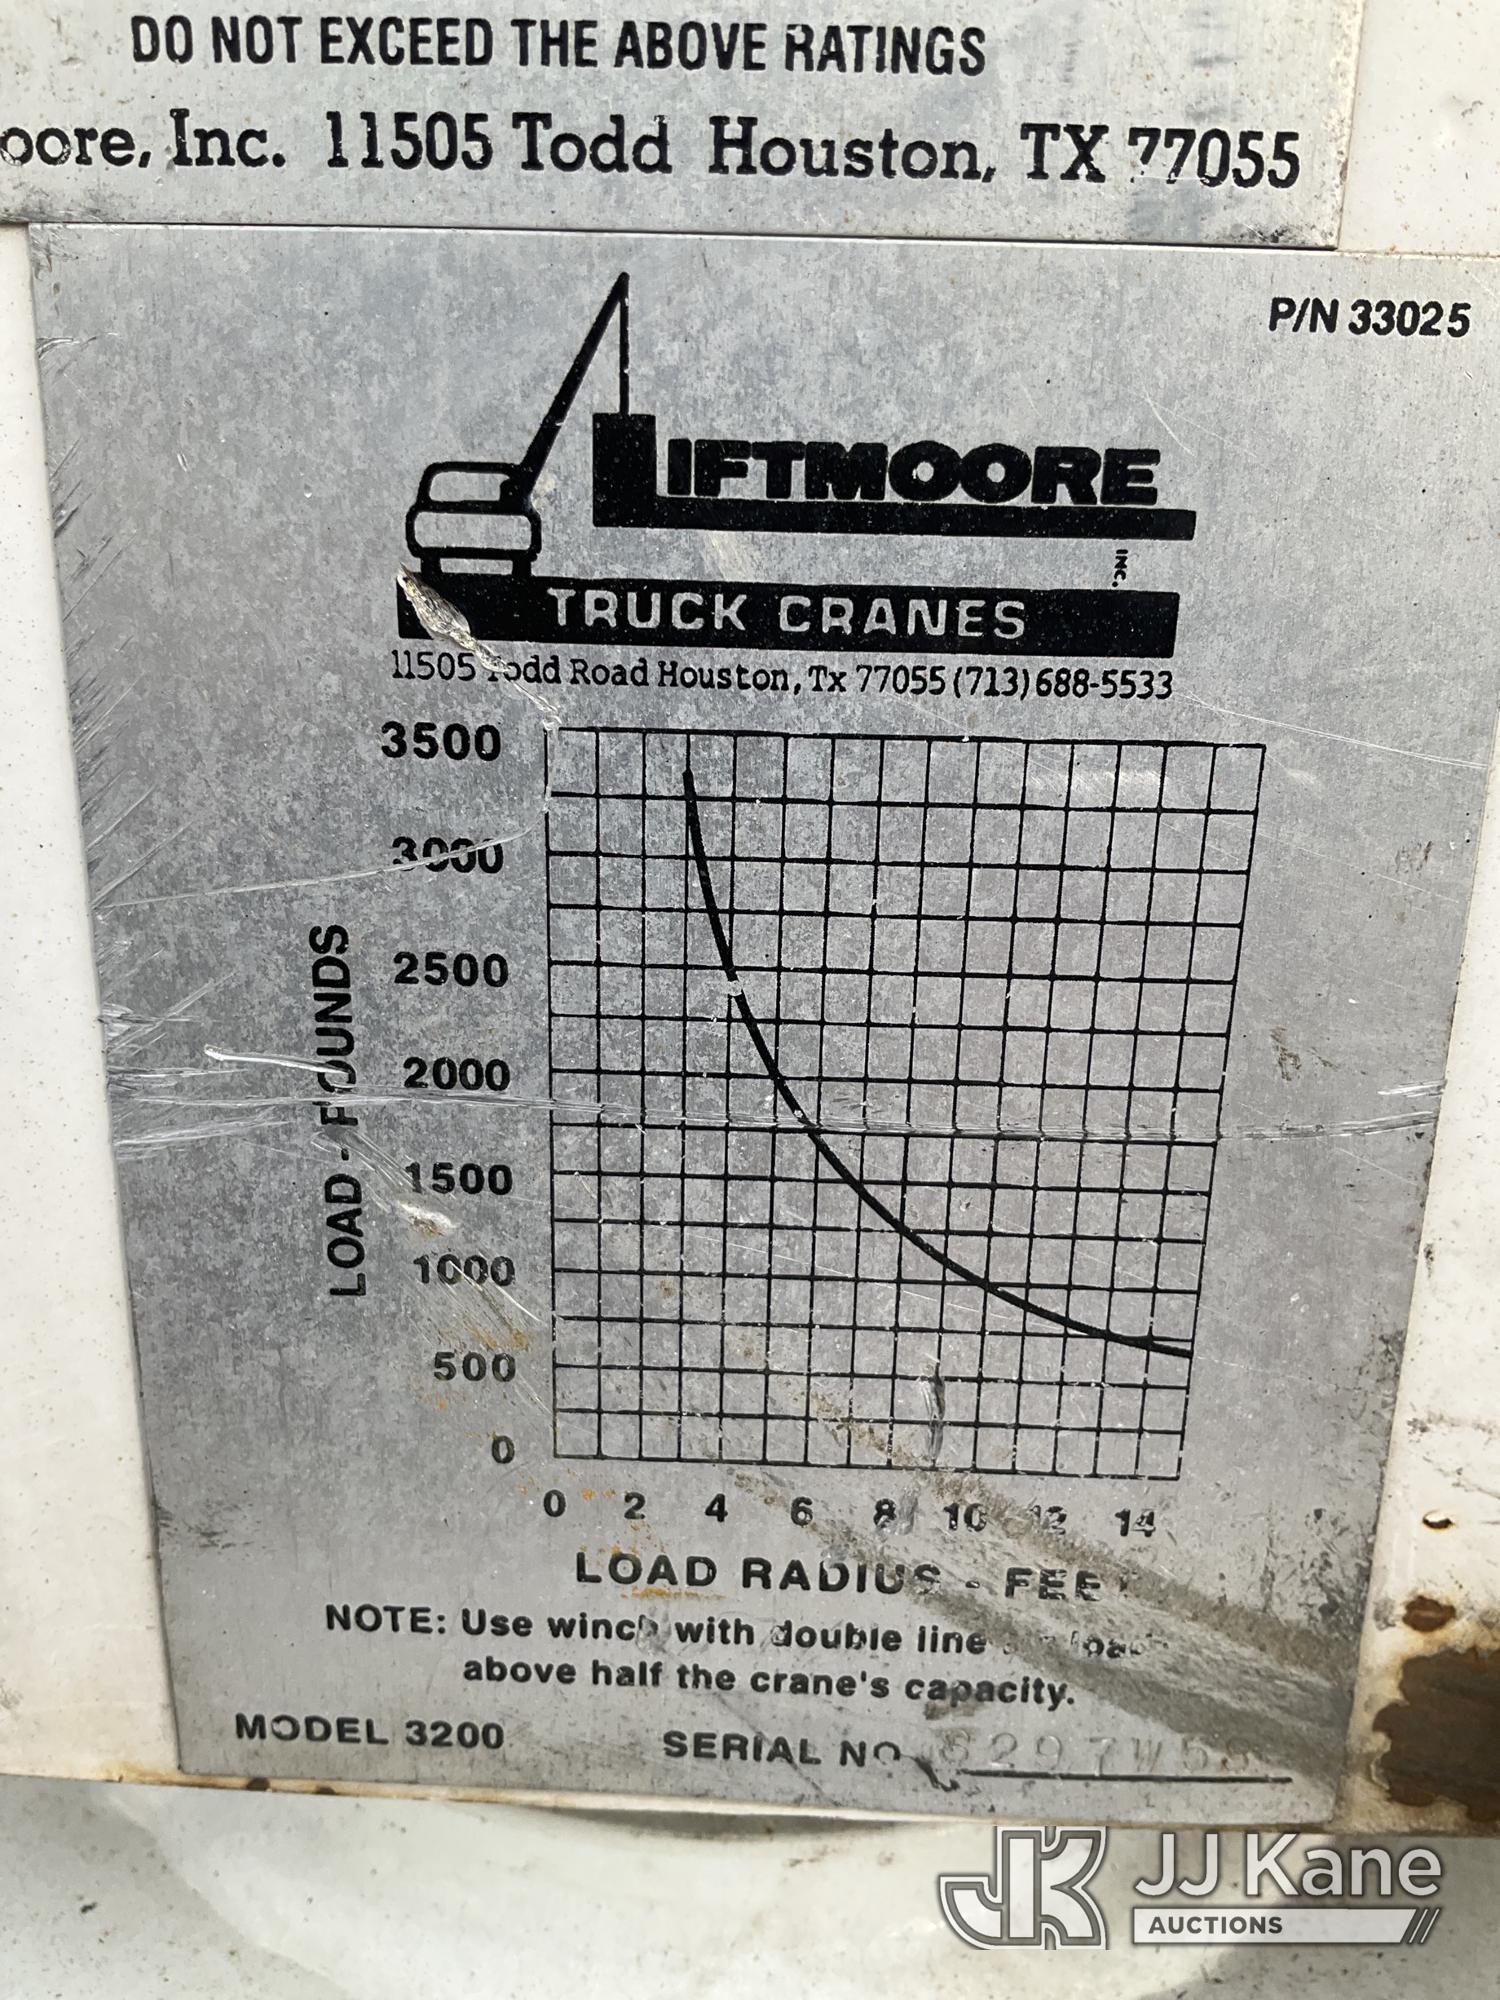 DO NOT EXCEED THE ABOVE RATINGS
oore, Inc. 11505 Todd Houston, TX 77055
P/N 33025
LIFTMOORE
INC.
TRUCK CRANES
11505 Todd Road Houston, Tx 77055 (713) 688-5533
3500
3000
2500
2000
1500
1000
500
0
LOAD - POUNDS
0 2 4 6 8 10 12 14
LOAD RADIUS - FEET
NOTE: Use winch with double line
above half the crane's capacity.
MODEL 3200 SERIAL NO.
JJ Kane
AUCTIONS